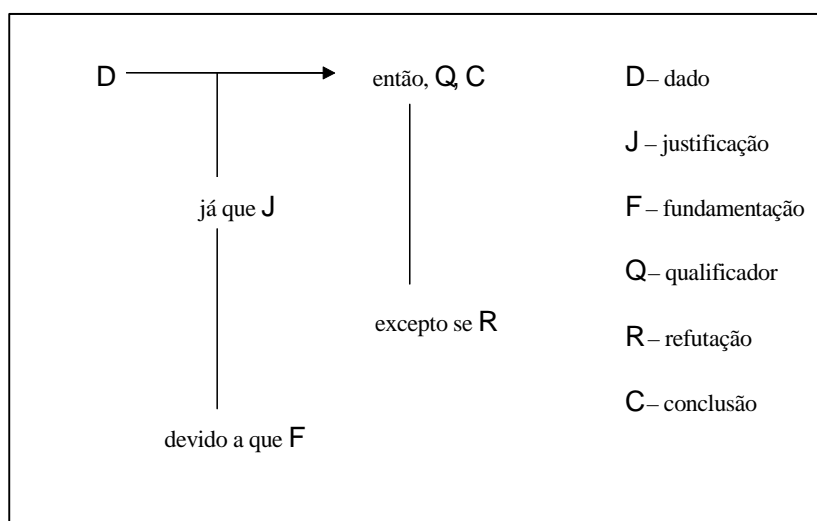 D então, Q, C D – dado
J – justificação
já que J F – fundamentação
Q – qualificador
excepto se R R – refutação
C – conclusão
devido a que F